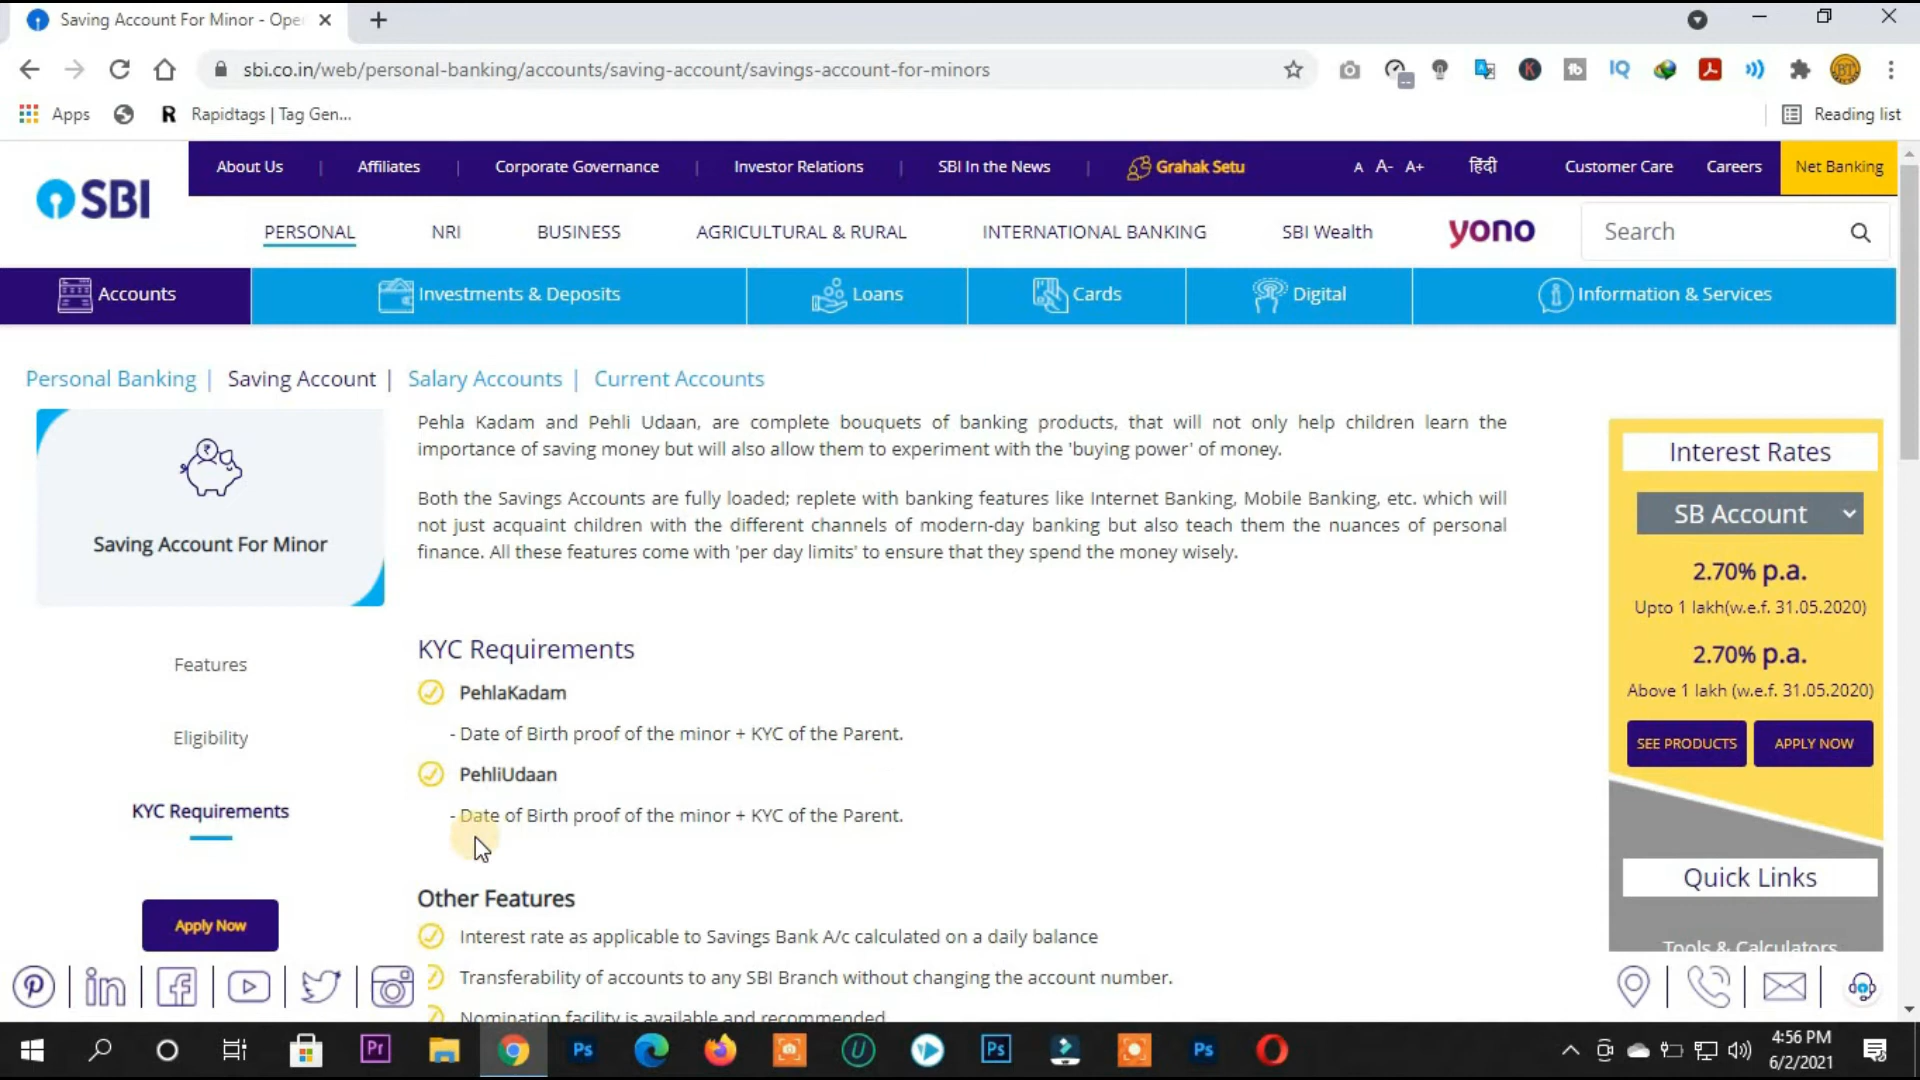 Saving Account For Minor - Ope
sbi.co.in/web/personal-banking/accounts/saving-account/savings-account-for-minors
Apps
R Rapidtags | Tag Gen...
Reading list
SBI
About Us | Affiliates | Corporate Governance | Investor Relations | SBI In the News | Grahak Setu
A A- A+ हिंदी Customer Care Careers Net Banking
PERSONAL NRI BUSINESS AGRICULTURAL & RURAL INTERNATIONAL BANKING SBI Wealth yono Search
Accounts Investments & Deposits Loans Cards Digital Information & Services
Personal Banking | Saving Account | Salary Accounts | Current Accounts
Saving Account For Minor
Features
Eligibility
KYC Requirements
Apply Now
Pehla Kadam and Pehli Udaan, are complete bouquets of banking products, that will not only help children learn the
importance of saving money but will also allow them to experiment with the 'buying power' of money.
Both the Savings Accounts are fully loaded; replete with banking features like Internet Banking, Mobile Banking, etc. which will
not just acquaint children with the different channels of modern-day banking but also teach them the nuances of personal
finance. All these features come with 'per day limits' to ensure that they spend the money wisely.
KYC Requirements
PehlaKadam
- Date of Birth proof of the minor + KYC of the Parent.
PehliUdaan
- Date of Birth proof of the minor + KYC of the Parent.
Other Features
Interest rate as applicable to Savings Bank A/c calculated on a daily balance
Transferability of accounts to any SBI Branch without changing the account number.
Nomination facility is available and recommended
Interest Rates
SB Account
2.70% p.a.
Upto 1 lakh(w.e.f. 31.05.2020)
2.70% p.a.
Above 1 lakh (w.e.f. 31.05.2020)
SEE PRODUCTS APPLY NOW
Quick Links
Tools & Calculators
4:56 PM
6/2/2021